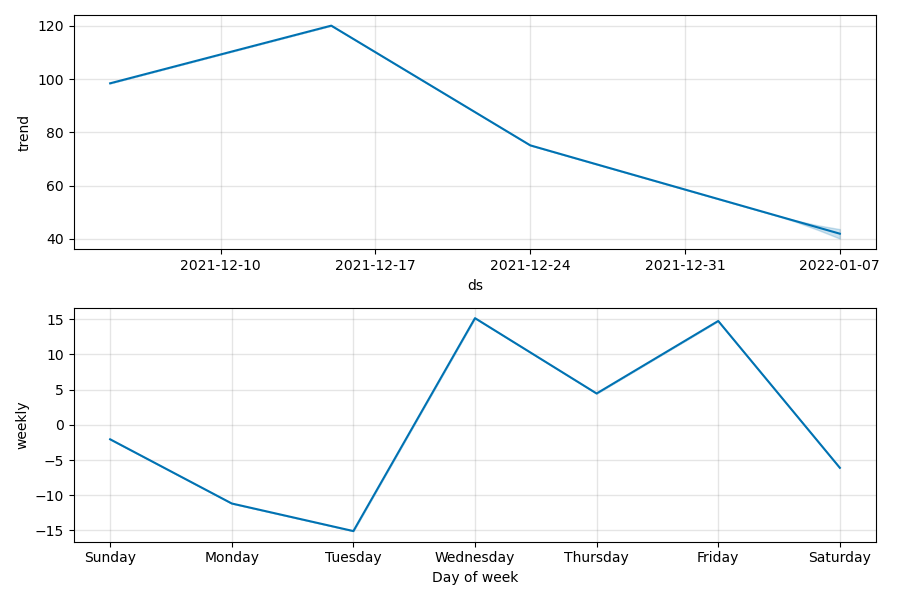 120
100
80
60
40
trend
2021-12-10 2021-12-17 2021-12-24 2021-12-31 2022-01-07
ds
15
10
5
0
−5
−10
−15
weekly
Sunday Monday Tuesday Wednesday Thursday Friday Saturday
Day of week